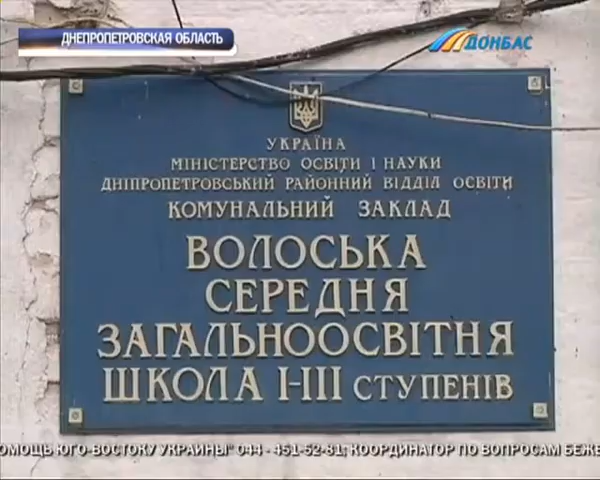 ДНЕПРОПЕТРОВСКАЯ ОБЛАСТЬ
ДОНБАС
УКРАЇНА
МІНІСТЕРСТВО ОСВІТИ І НАУКИ
ДНІПРОПЕТРОВСЬКИЙ РАЙОННИЙ ВІДДІЛ ОСВІТИ
КОМУНАЛЬНИЙ ЗАКЛАД
ВОЛОСЬКА
СЕРЕДНЯ
ЗАГАЛЬНООСВІТНЯ
ШКОЛА І-ІІІ СТУПЕНІВ
ПОМОЩЬ ЮГО-ВОСТОКУ УКРАИНЫ" 044 - 451-52-81; КООРДИНАТОР ПО ВОПРОСАМ БЕЖЕ